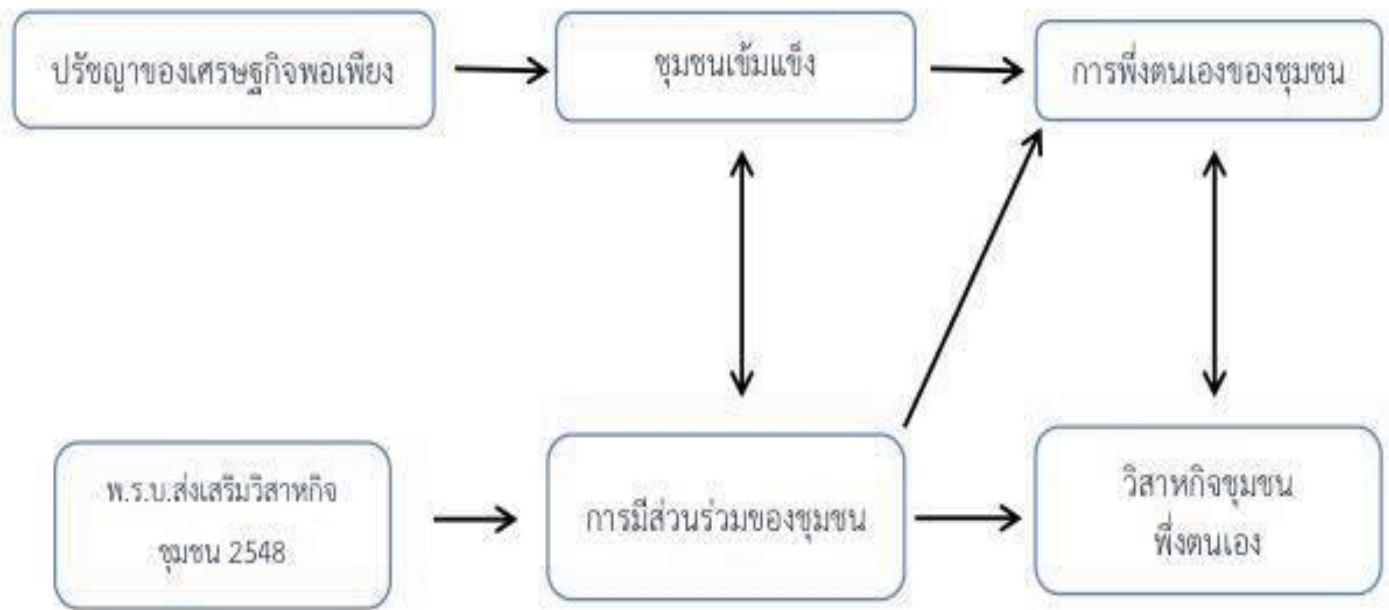 ปรัชญาของเศรษฐกิจพอเพียง
ชุมชนเข้มแข็ง
การพึ่งตนเองของชุมชน
พ.ร.บ.ส่งเสริมวิสาหกิจ
ชุมชน 2548
การมีส่วนร่วมของชุมชน
วิสาหกิจชุมชน
พึ่งตนเอง